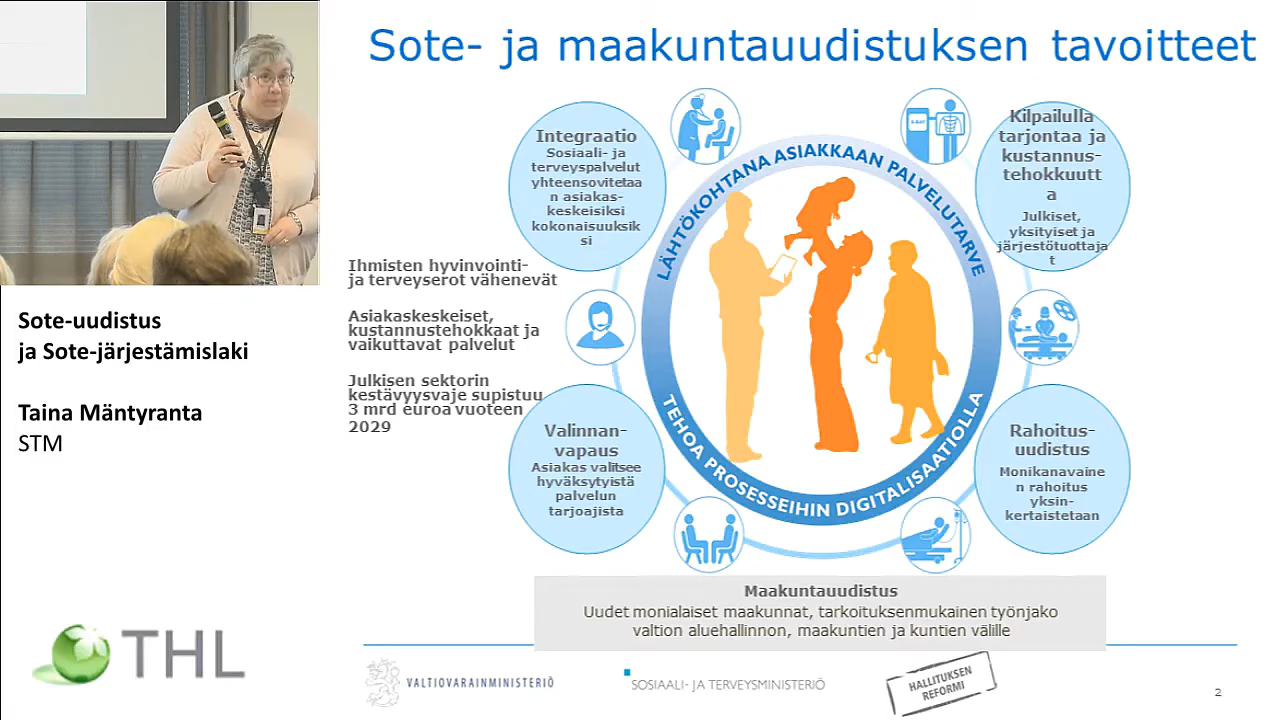 Sote- ja maakuntauudistuksen tavoitteet
Integraatio
Sosiaali- ja
terveyspalvelut
yhteensovitetaa
n asiakas-
keskeisiksi
kokonaisuuksik
si
LÄHTÖKOHTANA ASIAKKAAN PALVELUTARVE
Kilpailulla
tarjontaa ja
kustannus-
tehokkuutt
a
Julkiset,
yksityiset ja
järjestötuottaja
t
Ihmisten hyvinvointi-
ja terveyserot vähenevät
Asiakaskeskeiset,
kustannustehokkaat ja
vaikuttavat palvelut
Julkisen sektorin
kestävyysvaje supistuu
3 mrd euroa vuoteen
2029
Valinnan-
vapaus
Asiakas valitsee
hyväksytyistä
palvelun
tarjoajista
TEHOA PROSESSEIHIN DIGITALISAATIOLLA
Rahoitus-
uudistus
Monikanavaine
n rahoitus
yksin-
kertaistetaan
Maakuntauudistus
Uudet monialaiset maakunnat, tarkoituksenmukainen työnjako
valtion aluehallinnon, maakuntien ja kuntien välille
Sote-uudistus
ja Sote-järjestämislaki
Taina Mäntyranta
STM
THL
VALTIOVARAINMINISTERIÖ
SOSIAALI- JA TERVEYSMINISTERIÖ
HALLITUKSEN
REFORMI
2